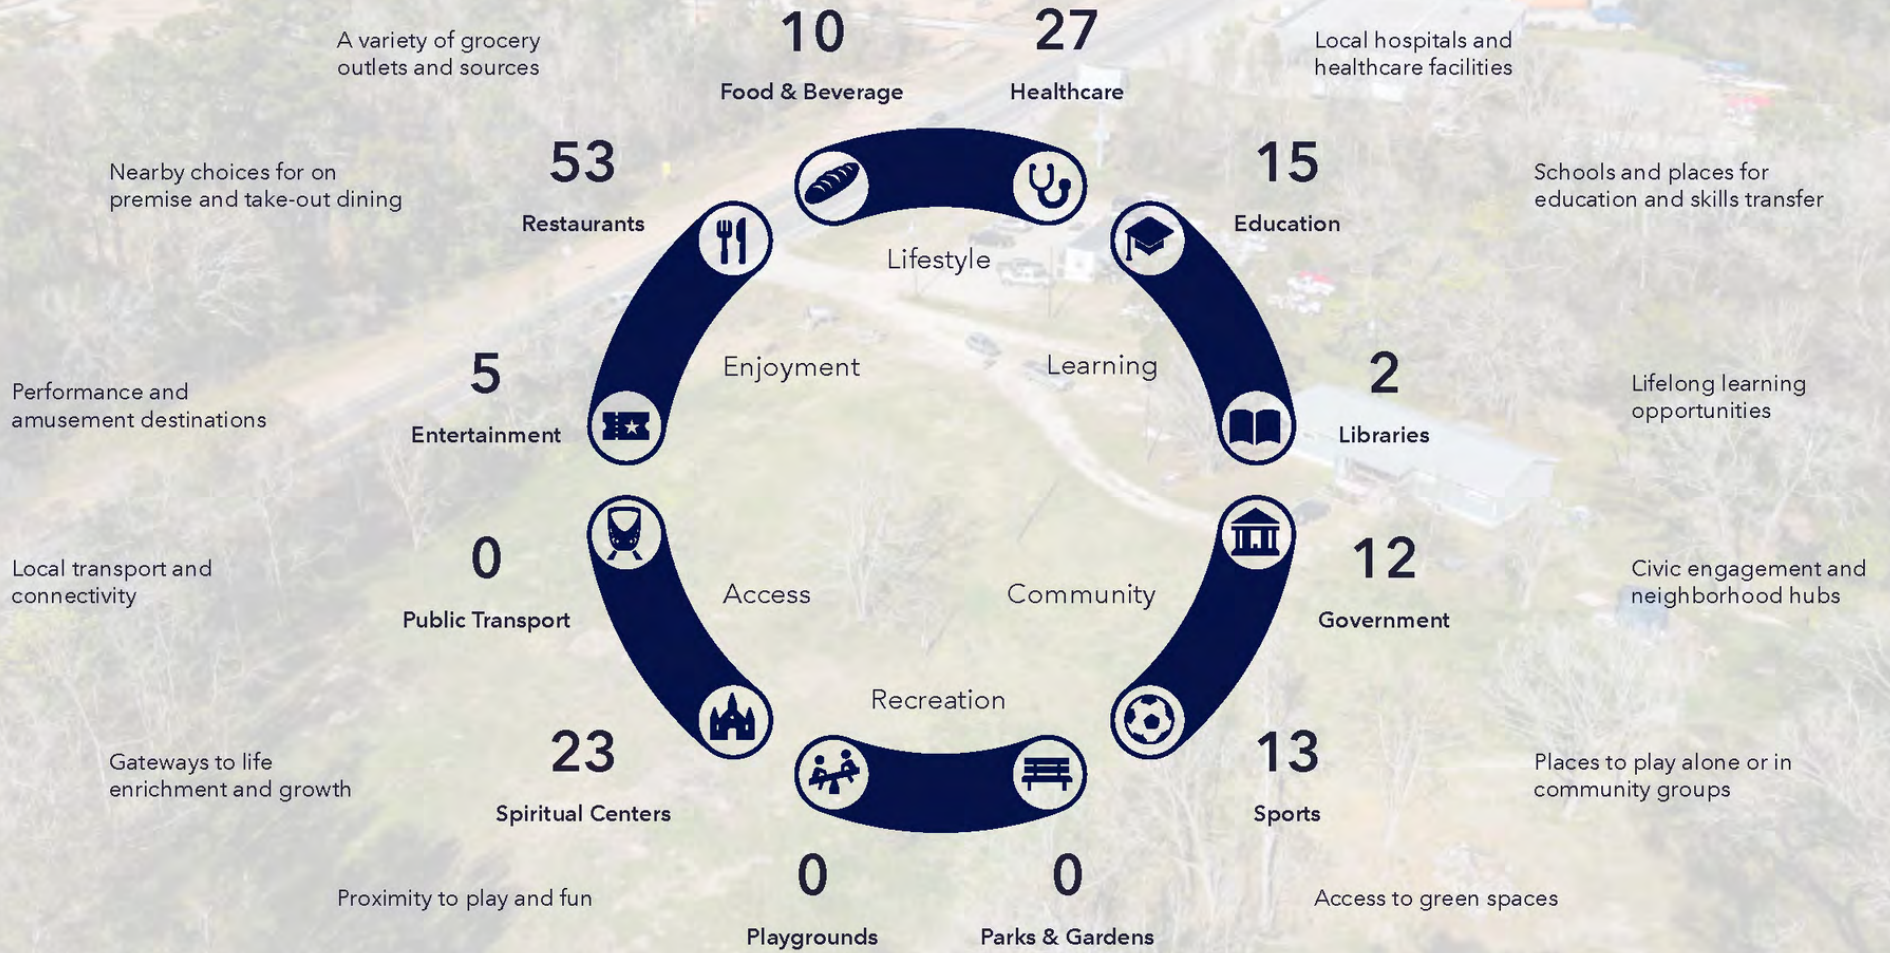 A variety of grocery
outlets and sources
10
Food & Beverage
27
Healthcare
Local hospitals and
healthcare facilities
Nearby choices for on
premise and take-out dining
53
Restaurants
15
Education
Schools and places for
education and skills transfer
Lifestyle
Enjoyment
Learning
Performance and
amusement destinations
5
Entertainment
2
Libraries
Lifelong learning
opportunities
Local transport and
connectivity
0
Public Transport
Access
Community
12
Government
Civic engagement and
neighborhood hubs
Recreation
Gateways to life
enrichment and growth
23
Spiritual Centers
13
Sports
Places to play alone or in
community groups
Proximity to play and fun
0
Playgrounds
0
Parks & Gardens
Access to green spaces